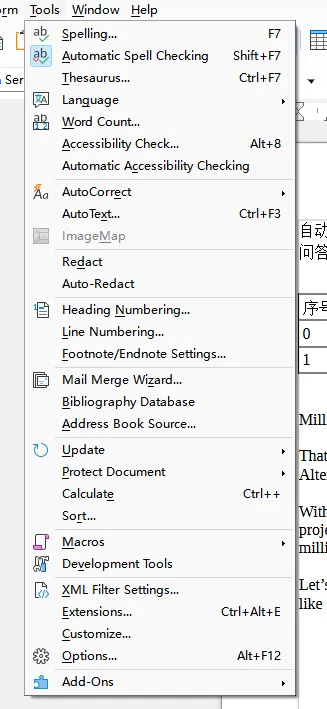 orm Tools Window Help
Spelling... F7
Automatic Spell Checking Shift+F7
Thesaurus... Ctrl+F7
Language
Word Count...
Accessibility Check... Alt+8
Automatic Accessibility Checking
AutoCorrect
AutoText... Ctrl+F3
ImageMap
Redact
Auto-Redact
Heading Numbering...
Line Numbering...
Footnote/Endnote Settings...
Mail Merge Wizard...
Bibliography Database
Address Book Source...
Update
Protect Document
Calculate Ctrl++
Sort...
Macros
Development Tools
XML Filter Settings...
Extensions... Ctrl+Alt+E
Customize...
Options... Alt+F12
Add-Ons
Ser
自动
问答
序号
0
1
Mill
That
Alte
With
proje
milli
Let's
like